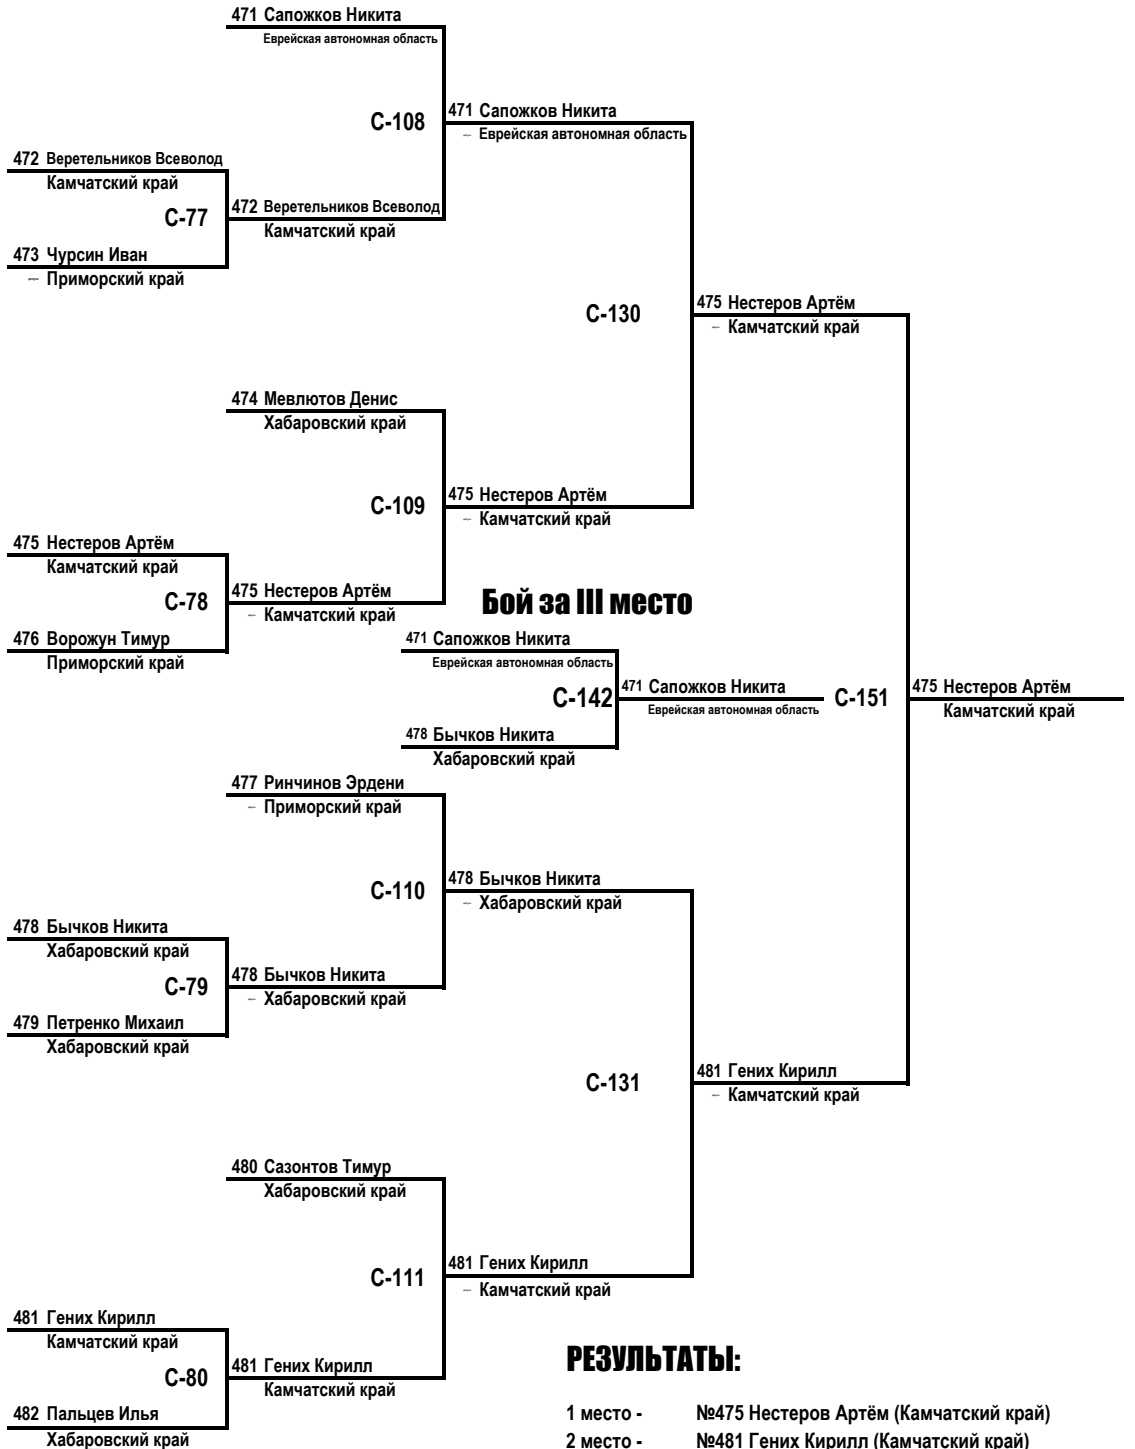 471 Сапожков Никита
Еврейская автономная область
С-108
471 Сапожков Никита
– Еврейская автономная область
472 Веретельников Всеволод
Камчатский край
С-77
472 Веретельников Всеволод
Камчатский край
473 Чурсин Иван
– Приморский край
С-130
475 Нестеров Артём
– Камчатский край
474 Мевлютов Денис
Хабаровский край
С-109
475 Нестеров Артём
– Камчатский край
475 Нестеров Артём
Камчатский край
С-78
475 Нестеров Артём
– Камчатский край
476 Ворожун Тимур
Приморский край
Бой за III место
471 Сапожков Никита
Еврейская автономная область
С-142
471 Сапожков Никита
Еврейская автономная область
478 Бычков Никита
Хабаровский край
С-151
475 Нестеров Артём
Камчатский край
477 Ринчинов Эрдени
– Приморский край
С-110
478 Бычков Никита
– Хабаровский край
478 Бычков Никита
Хабаровский край
С-79
478 Бычков Никита
– Хабаровский край
479 Петренко Михаил
Хабаровский край
С-131
481 Гених Кирилл
– Камчатский край
480 Сазонтов Тимур
Хабаровский край
С-111
481 Гених Кирилл
– Камчатский край
481 Гених Кирилл
Камчатский край
С-80
481 Гених Кирилл
Камчатский край
482 Пальцев Илья
Хабаровский край
РЕЗУЛЬТАТЫ:
1 место - №475 Нестеров Артём (Камчатский край)
2 место - №481 Гених Кирилл (Камчатский край)